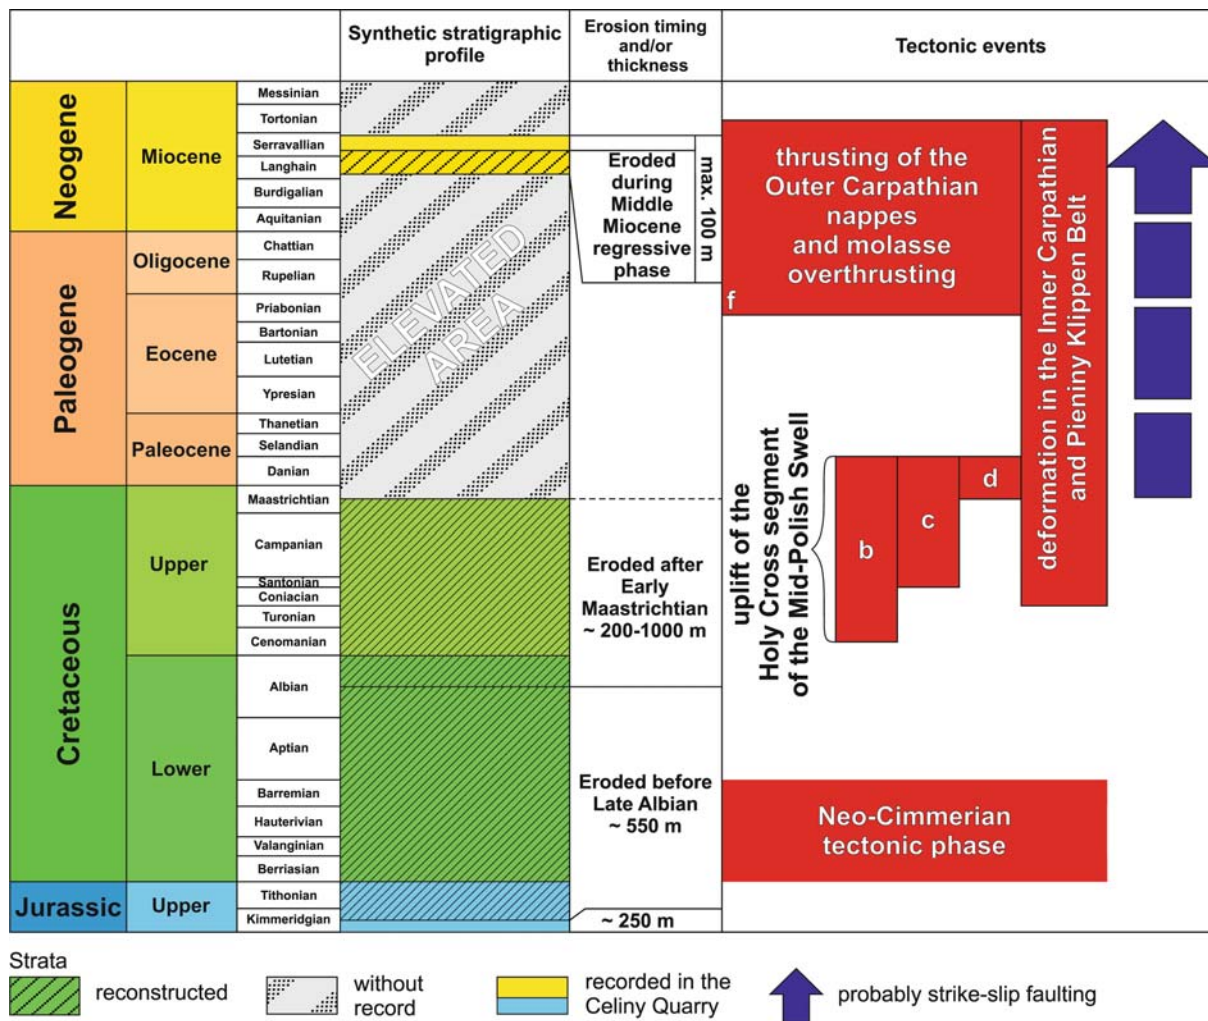 Synthetic stratigraphic
profile
Erosion timing
and/or
thickness
Tectonic events
Neogene
Miocene
Messinian
Tortonian
Serravallian
Langhain
Burdigalian
Aquitanian
Paleogene
Oligocene
Chattian
Rupelian
Eocene
Priabonian
Bartonian
Lutetian
Ypresian
Paleocene
Thanetian
Selandian
Danian
Cretaceous
Upper
Maastrichtian
Campanian
Santonian
Coniacian
Turonian
Cenomanian
Lower
Albian
Aptian
Barremian
Hauterivian
Valanginian
Berriasian
Jurassic
Upper
Tithonian
Kimmeridgian
ELEVATED
AREA
Eroded
during
Middle
Miocene
regressive
phase
max. 100 m
Eroded after
Early
Maastrichtian
~ 200-1000 m
Eroded before
Late Albian
~ 550 m
~ 250 m
thrusting of the
Outer Carpathian
nappes
and molasse
overthrusting
f
deformation in the Inner Carpathian
and Pieniny Klippen Belt
uplift of the
Holy Cross segment
of the Mid-Polish Swell
b
c
d
Neo-Cimmerian
tectonic phase
Strata
reconstructed
without
record
recorded in the
Celiny Quarry
probably strike-slip faulting